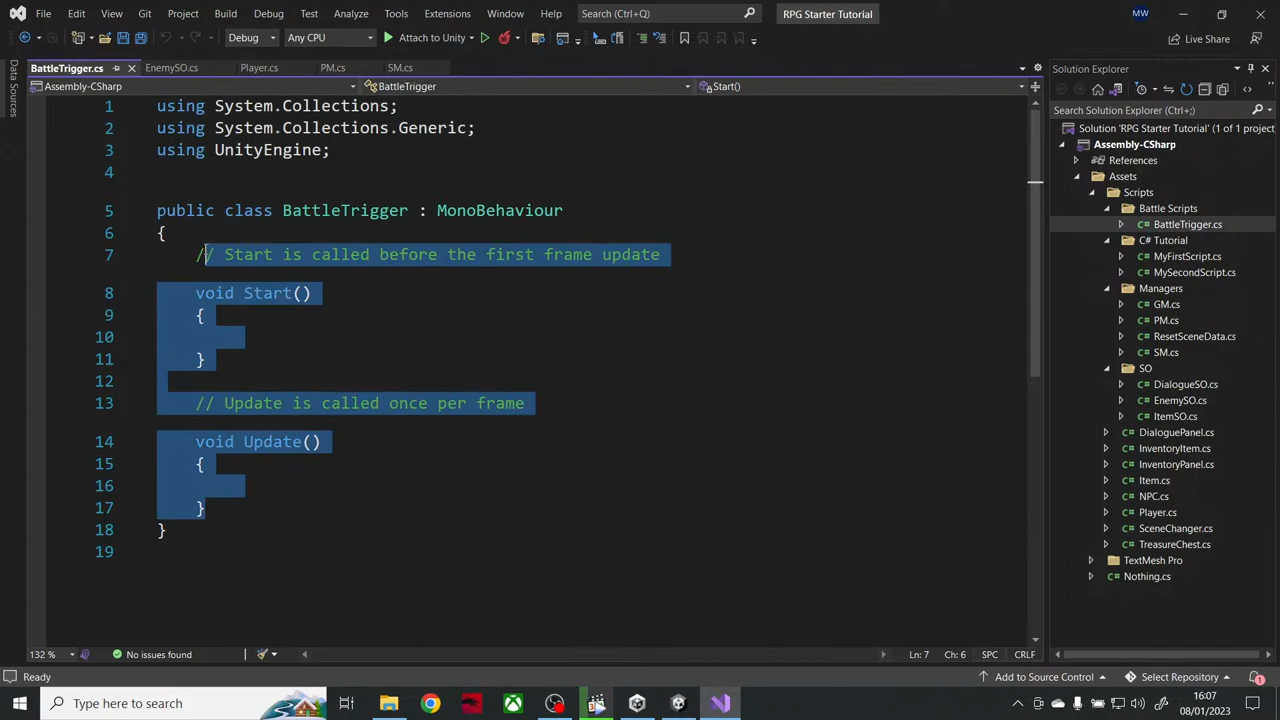 File Edit View Git Project Build Debug Test Analyze Tools Extensions Window Help Search (Ctrl+Q) RPG Starter Tutorial MW
Debug Any CPU Attach to Unity Live Share
Data Sources
BattleTrigger.cs EnemySO.cs Player.cs PM.cs SM.cs
Assembly-CSharp BattleTrigger Start()
1 using System.Collections;
2 using System.Collections.Generic;
3 using UnityEngine;
4
5 public class BattleTrigger : MonoBehaviour
6 {
7 // Start is called before the first frame update
8 void Start()
9 {
10
11 }
12
13 // Update is called once per frame
14 void Update()
15 {
16
17 }
18 }
19
132 % No issues found Ln: 7 Ch: 6 SPC CRLF
Solution Explorer
Search Solution Explorer (Ctrl+;)
Solution 'RPG Starter Tutorial' (1 of 1 project
Assembly-CSharp
References
Assets
Scripts
Battle Scripts
BattleTrigger.cs
C# Tutorial
MyFirstScript.cs
MySecondScript.cs
Managers
GM.cs
PM.cs
ResetSceneData.cs
SM.cs
SO
DialogueSO.cs
EnemySO.cs
ItemSO.cs
DialoguePanel.cs
InventoryItem.cs
InventoryPanel.cs
Item.cs
NPC.cs
Player.cs
SceneChanger.cs
TreasureChest.cs
TextMesh Pro
Nothing.cs
Ready Add to Source Control Select Repository 1
Type here to search 16:07
08/01/2023